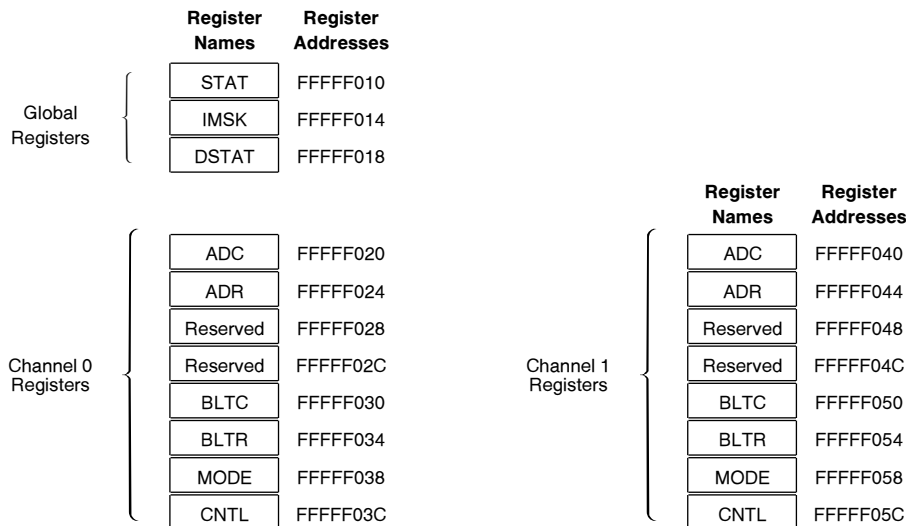 Register Names Register Addresses
Global Registers
STAT FFFFF010
IMSK FFFFF014
DSTAT FFFFF018
Channel 0 Registers
ADC FFFFF020
ADR FFFFF024
Reserved FFFFF028
Reserved FFFFF02C
BLTC FFFFF030
BLTR FFFFF034
MODE FFFFF038
CNTL FFFFF03C
Register Names Register Addresses
Channel 1 Registers
ADC FFFFF040
ADR FFFFF044
Reserved FFFFF048
Reserved FFFFF04C
BLTC FFFFF050
BLTR FFFFF054
MODE FFFFF058
CNTL FFFFF05C